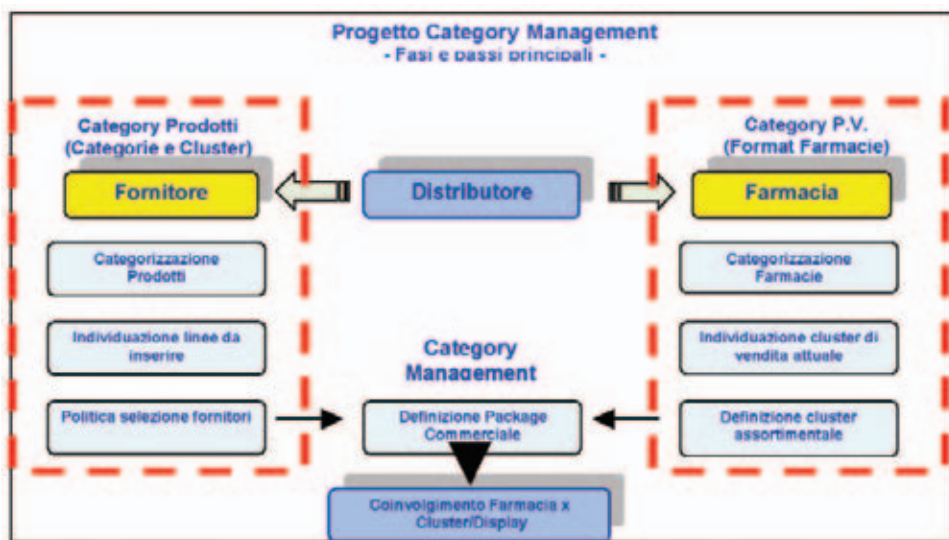 Progetto Category Management
- Fasi e passi principali -
Category Prodotti
(Categorie e Cluster)
Fornitore
Categorizzazione
Prodotti
Individuazione linee da
inserire
Politica selezione fornitori
Distributore
Category
Management
Definizione Package
Commerciale
Coinvolgimento Farmacia x
Cluster/Display
Category P.V.
(Format Farmacie)
Farmacia
Categorizzazione
Farmacie
Individuazione cluster di
vendita attuale
Definizione cluster
assortimentale